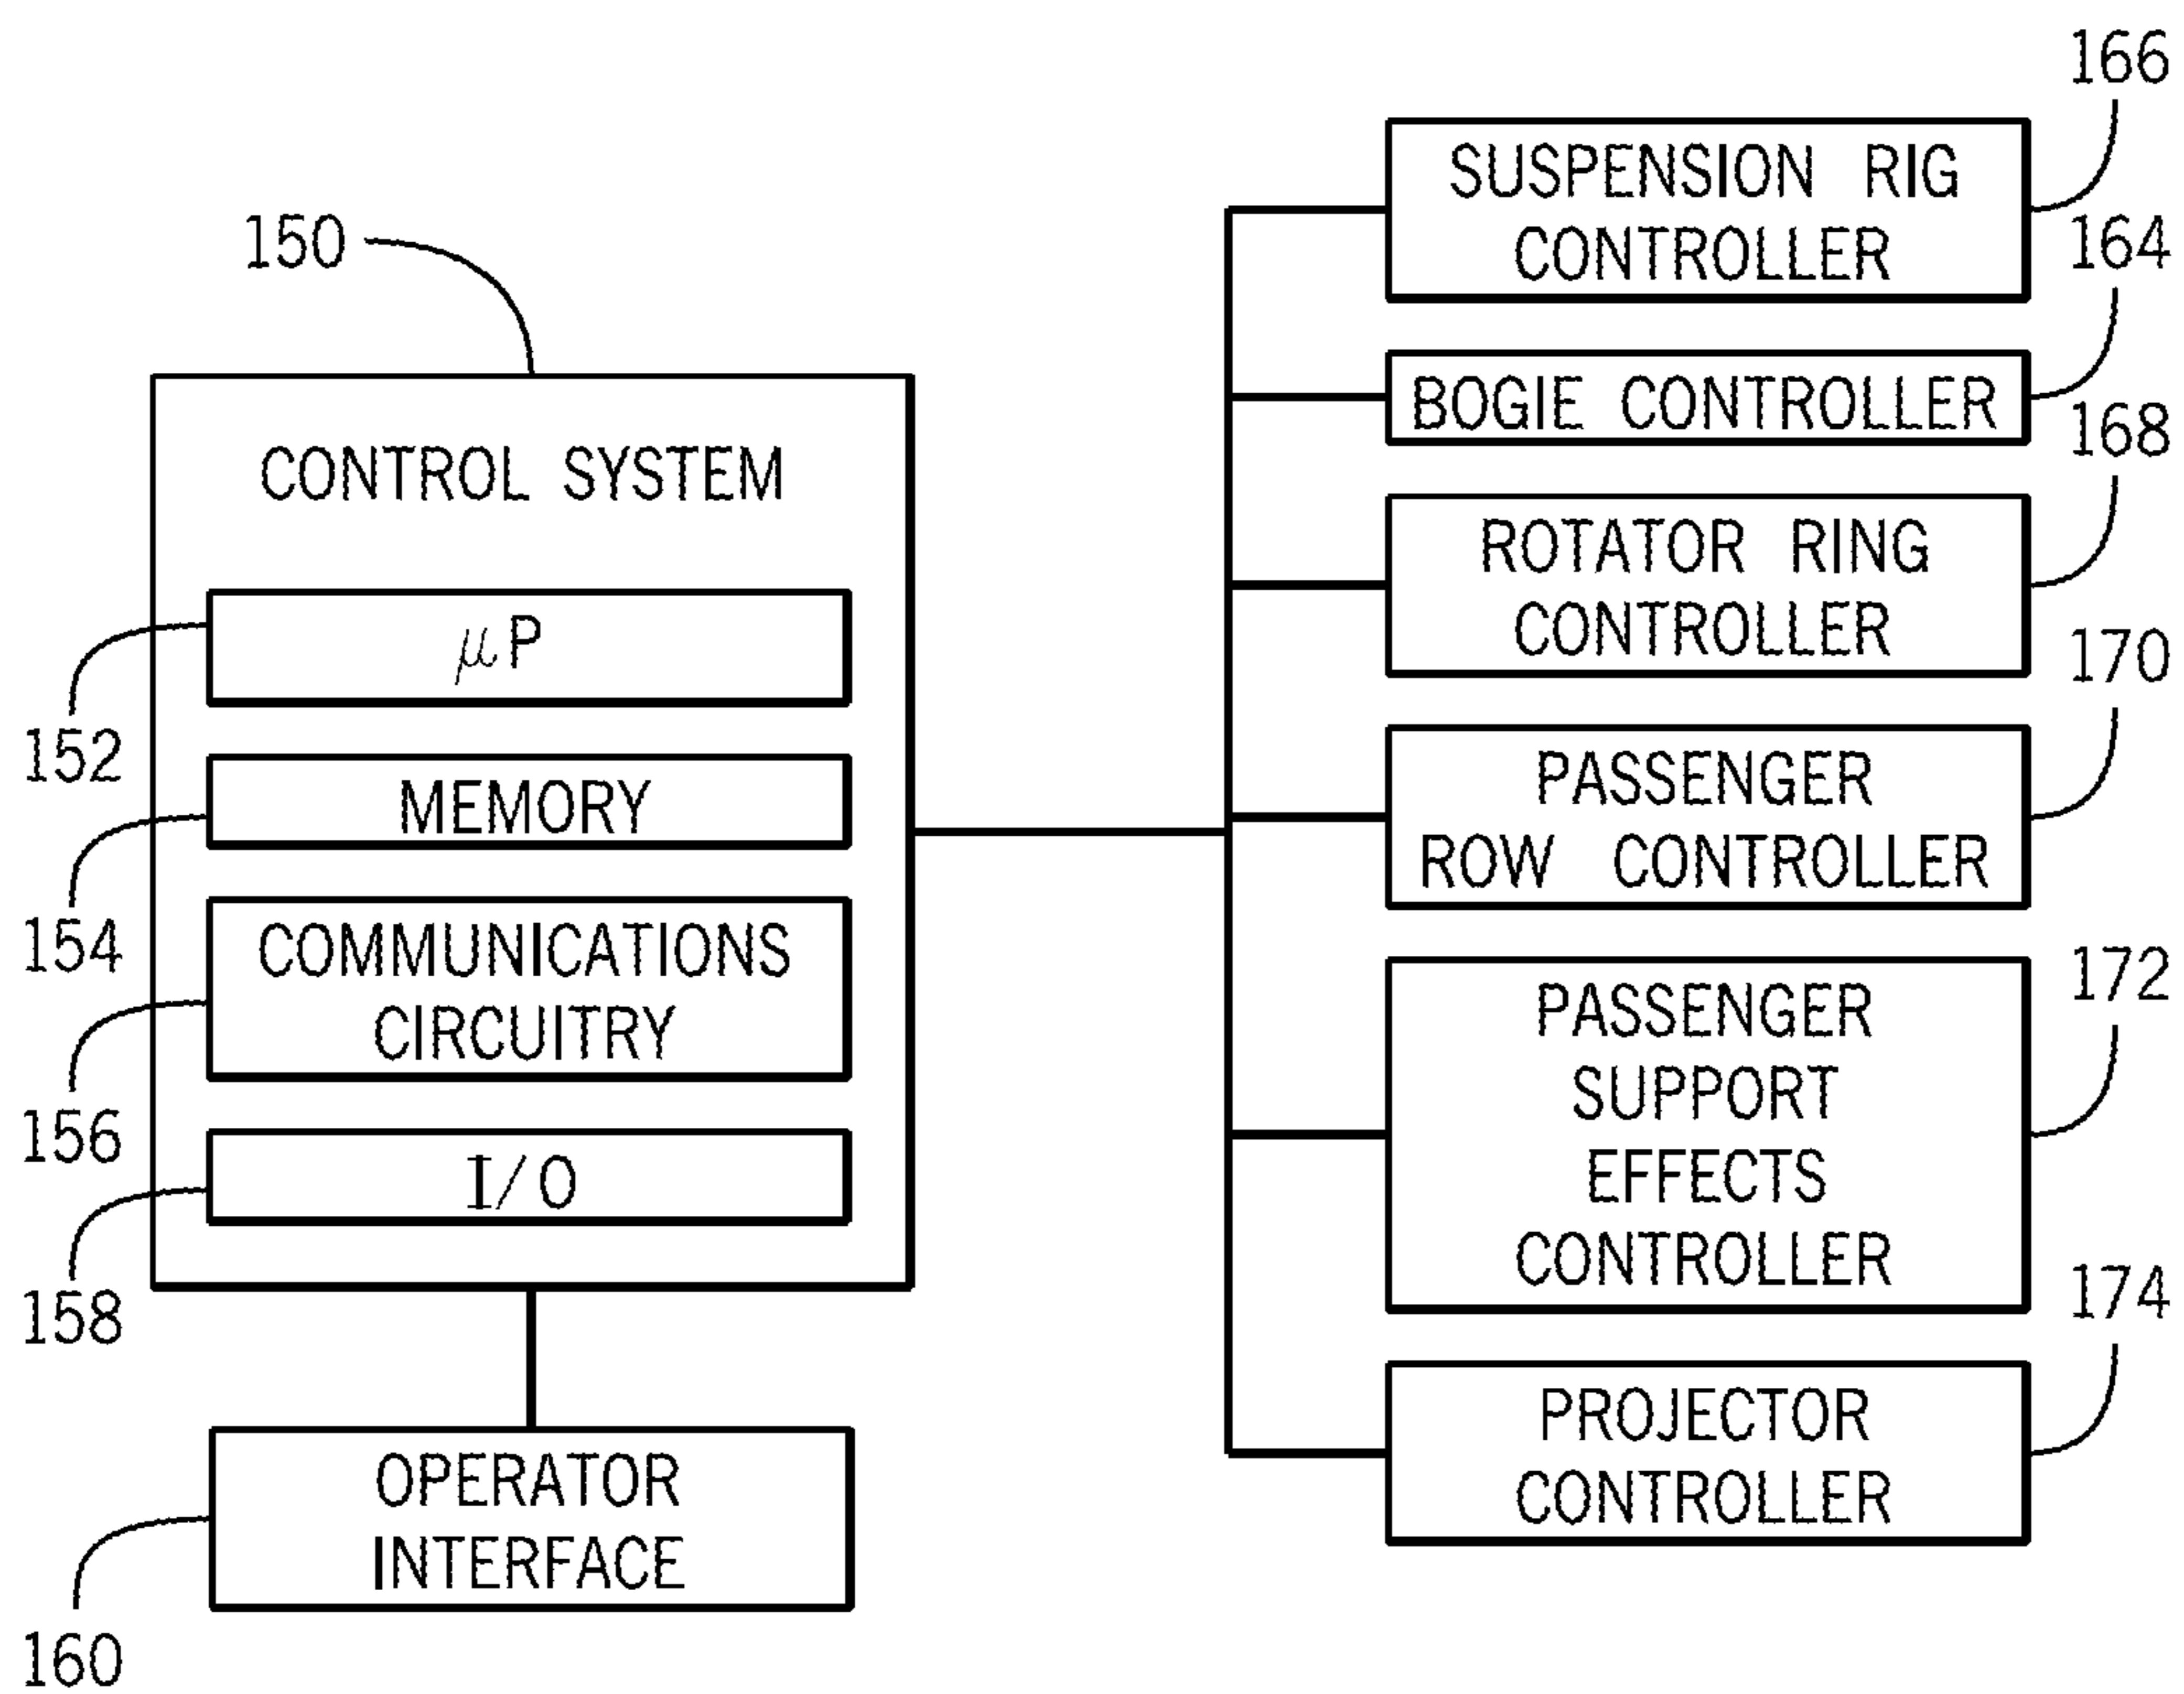 150
CONTROL SYSTEM
μP
152
MEMORY
154
COMMUNICATIONS
CIRCUITRY
156
I/O
158
OPERATOR
INTERFACE
160
166
SUSPENSION RIG
CONTROLLER
164
BOGIE CONTROLLER
168
ROTATOR RING
CONTROLLER
170
PASSENGER
ROW CONTROLLER
172
PASSENGER
SUPPORT
EFFECTS
CONTROLLER
174
PROJECTOR
CONTROLLER